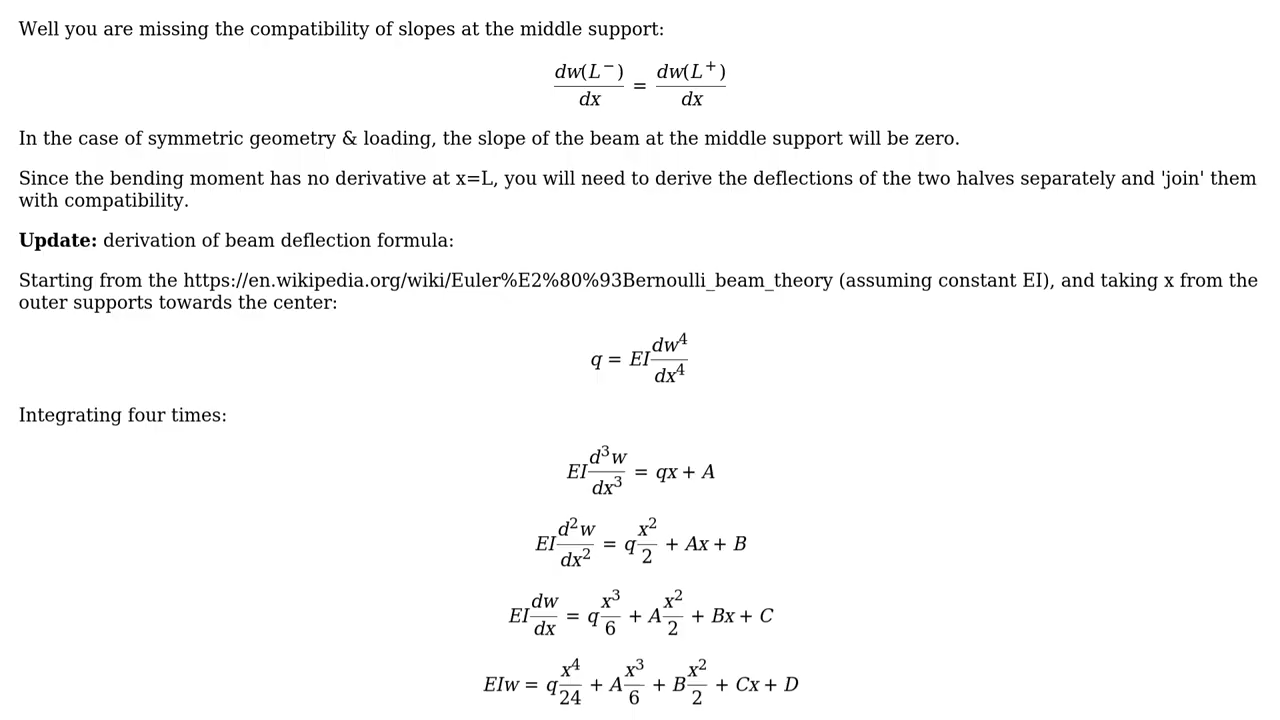 Well you are missing the compatibility of slopes at the middle support:
dw(L⁻)/dx = dw(L⁺)/dx
In the case of symmetric geometry & loading, the slope of the beam at the middle support will be zero.
Since the bending moment has no derivative at x=L, you will need to derive the deflections of the two halves separately and 'join' them
with compatibility.
Update: derivation of beam deflection formula:
Starting from the https://en.wikipedia.org/wiki/Euler%E2%80%93Bernoulli_beam_theory (assuming constant EI), and taking x from the
outer supports towards the center:
q = EI dw⁴/dx⁴
Integrating four times:
EI d³w/dx³ = qx + A
EI d²w/dx² = q x²/2 + Ax + B
EI dw/dx = q x³/6 + A x²/2 + Bx + C
EIw = q x⁴/24 + A x³/6 + B x²/2 + Cx + D